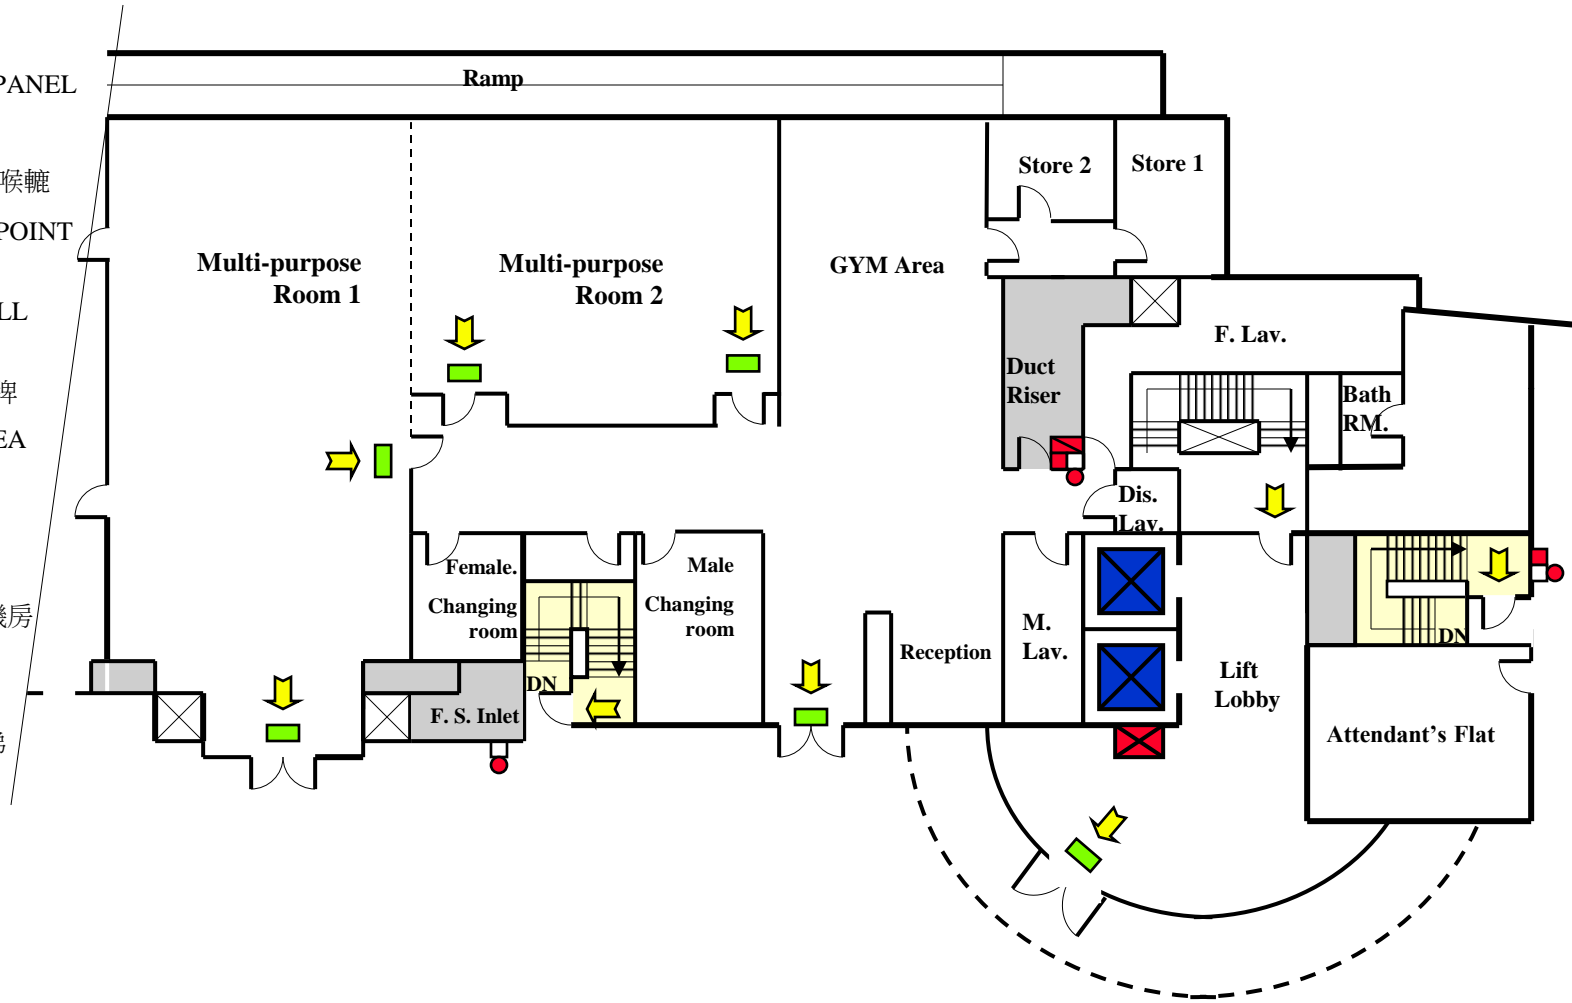 PANEL
Ramp
喉轆
POINT
Store 2
Store 1
Multi-purpose
Room 1
Multi-purpose
Room 2
GYM Area
LL
F. Lav.
Duct
Riser
Bath
RM.
牌
EA
Dis.
Lav.
Female.
Changing
room
Male
Changing
room
機房
M.
Lav.
DN
Reception
Lift
Lobby
DN
F. S. Inlet
Attendant's Flat